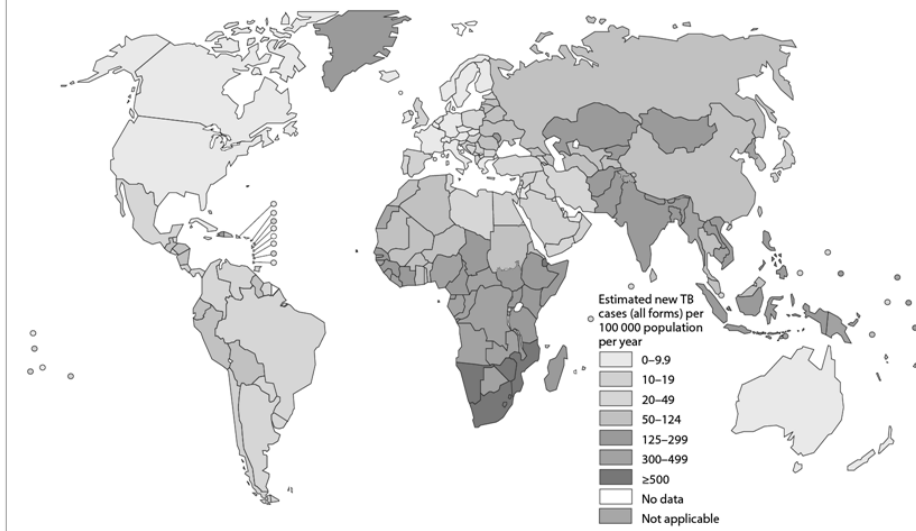 Estimated new TB
cases (all forms) per
100 000 population
per year
0–9.9
10–19
20–49
50–124
125–299
300–499
≥500
No data
Not applicable